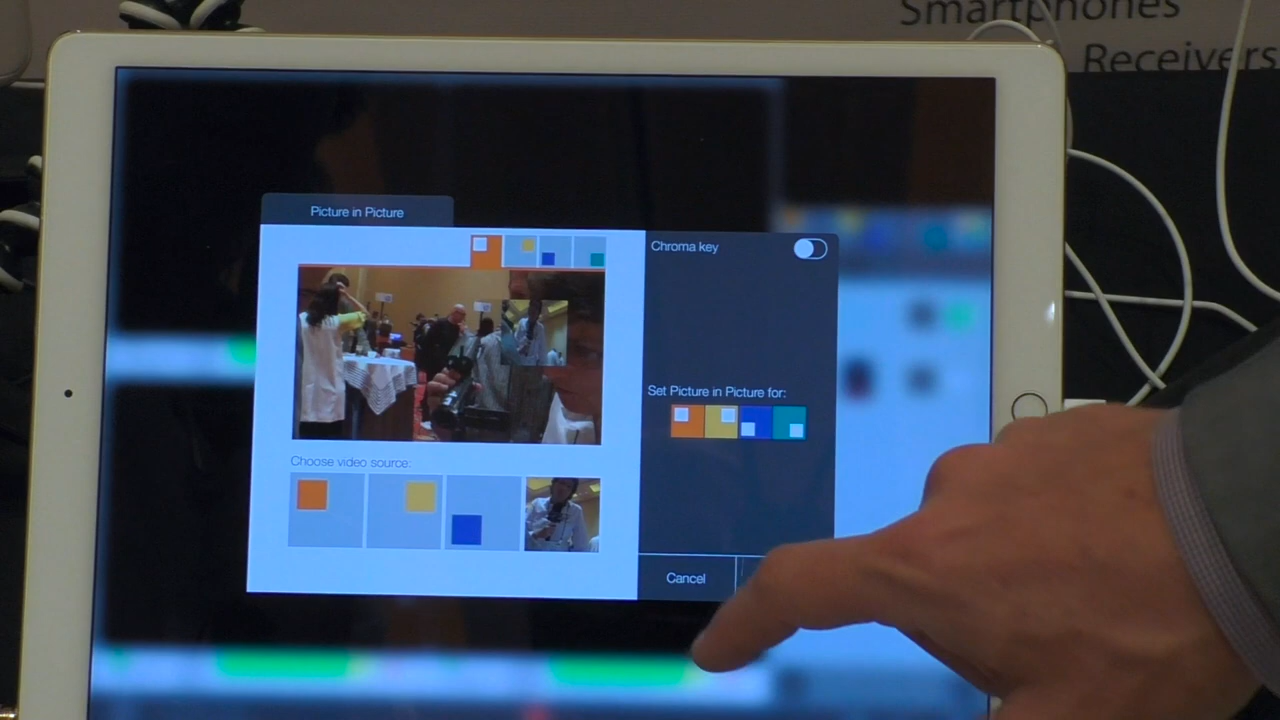 Smartphones
Receivers
Picture in Picture
Chroma key
Set Picture in Picture for:
Choose video source:
Cancel